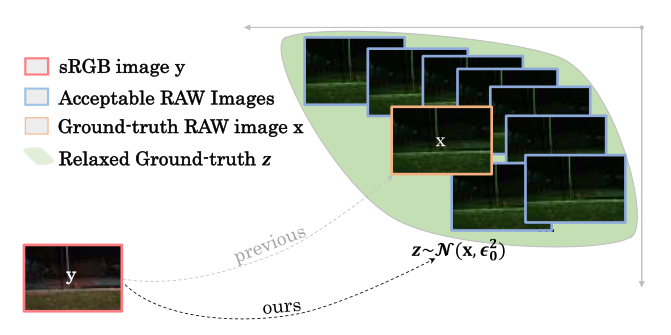 sRGB image y
Acceptable RAW Images
Ground-truth RAW image x
Relaxed Ground-truth z
x
previous
z~𝒩(x, ϵ₀²)
y
ours